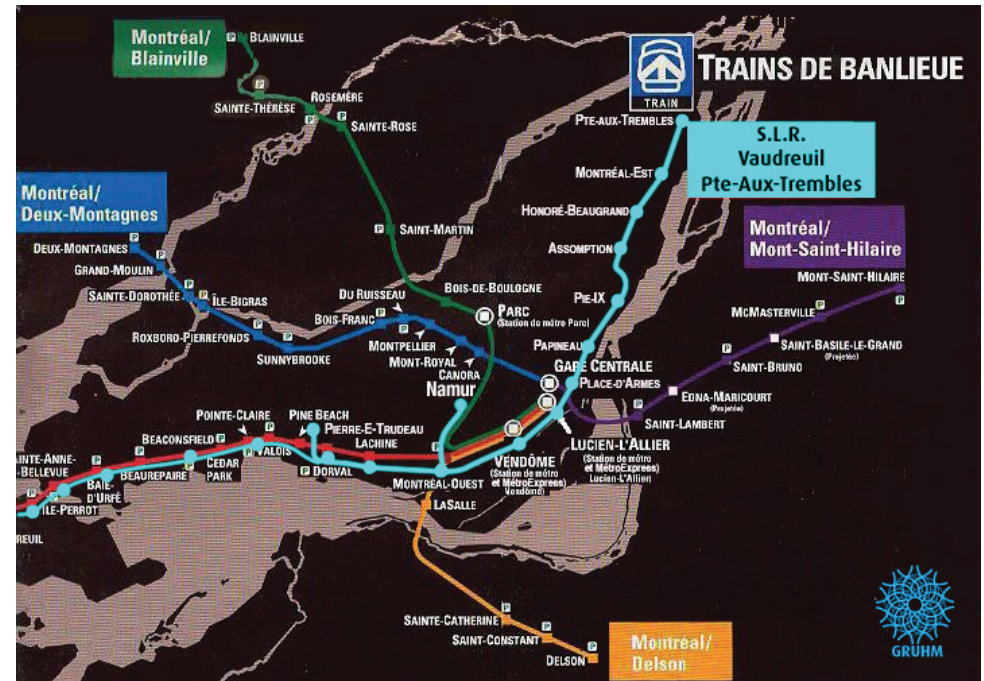 Montréal/
Blainville
BLAINVILLE
SAINTE-THÉRÈSE
ROSEMÈRE
SAINTE-ROSE
TRAIN
TRAINS DE BANLIEUE
PTE-AUX-TREMBLES
S.L.R.
Vaudreuil
Pte-Aux-Trembles
MONTRÉAL-EST
HONORÉ-BEAUGRAND
ASSOMPTION
PIE-IX
PAPINEAU
Montréal/
Deux-Montagnes
DEUX-MONTAGNES
GRAND-MOULIN
SAINTE-DOROTHÉE
ÎLE-BIGRAS
ROXBORO-PIERREFONDS
SUNNYBROOKE
BOIS-FRANC
DU RUISSEAU
MONTPELLIER
MONT-ROYAL
CANORA
SAINT-MARTIN
BOIS-DE-BOULOGNE
PARC
(Station de métro Parc)
Montréal/
Mont-Saint-Hilaire
MONT-SAINT-HILAIRE
MCMASTERVILLE
SAINT-BASILE-LE-GRAND
(Projetée)
SAINT-BRUNO
EDNA-MARICOURT
(Projetée)
SAINT-LAMBERT
GARE CENTRALE
PLACE-D'ARMES
Namur
LUCIEN-L'ALLIER
(Station de métro
et MétroExpress)
Lucien-L'Allier)
VENDÔME
(Station de métro
et MétroExpress
Vendôme)
POINTE-CLAIRE
PINE BEACH
PIERRE-E-TRUDEAU
LACHINE
BEACONSFIELD
VALOIS
CEDAR
PARK
DORVAL
MONTRÉAL-OUEST
AINTE-ANNE-
-BELLEVUE
BAIE-
D'URFÉ
BEAUREPAIRE
ILE-PERROT
REUIL
LASALLE
SAINTE-CATHERINE
SAINT-CONSTANT
DELSON
Montréal/
Delson
GRUHM